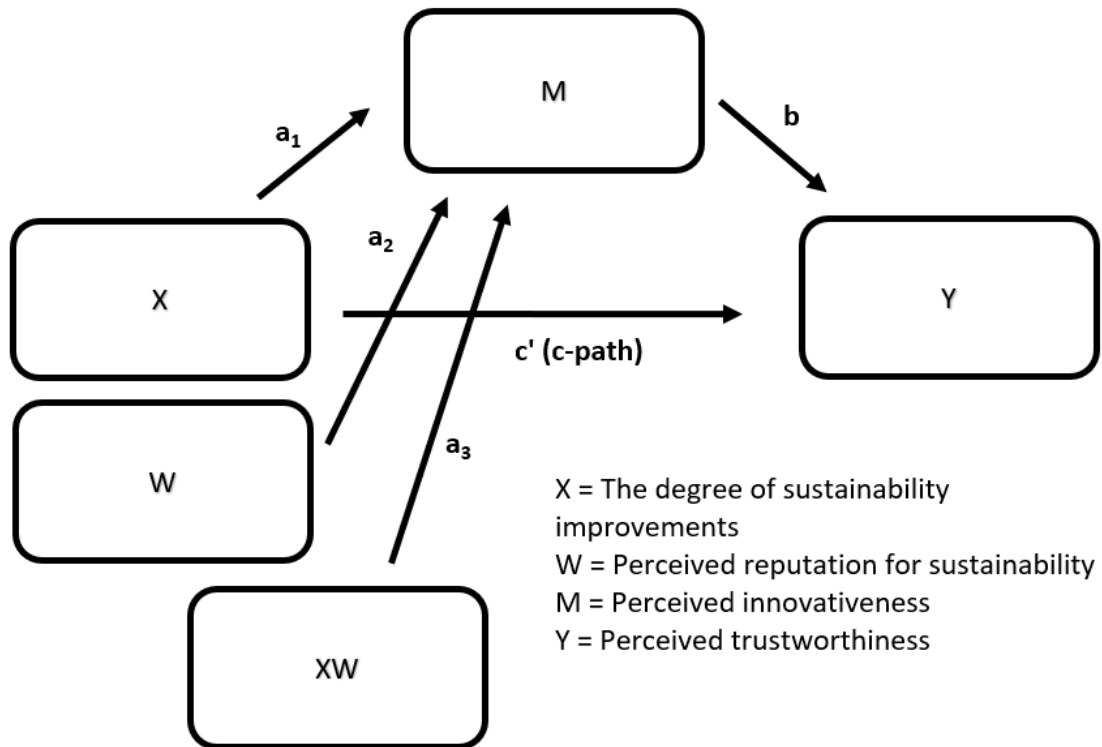 M
a₁
b
a₂
X
Y
c' (c-path)
a₃
W
X = The degree of sustainability
improvements
W = Perceived reputation for sustainability
M = Perceived innovativeness
Y = Perceived trustworthiness
XW